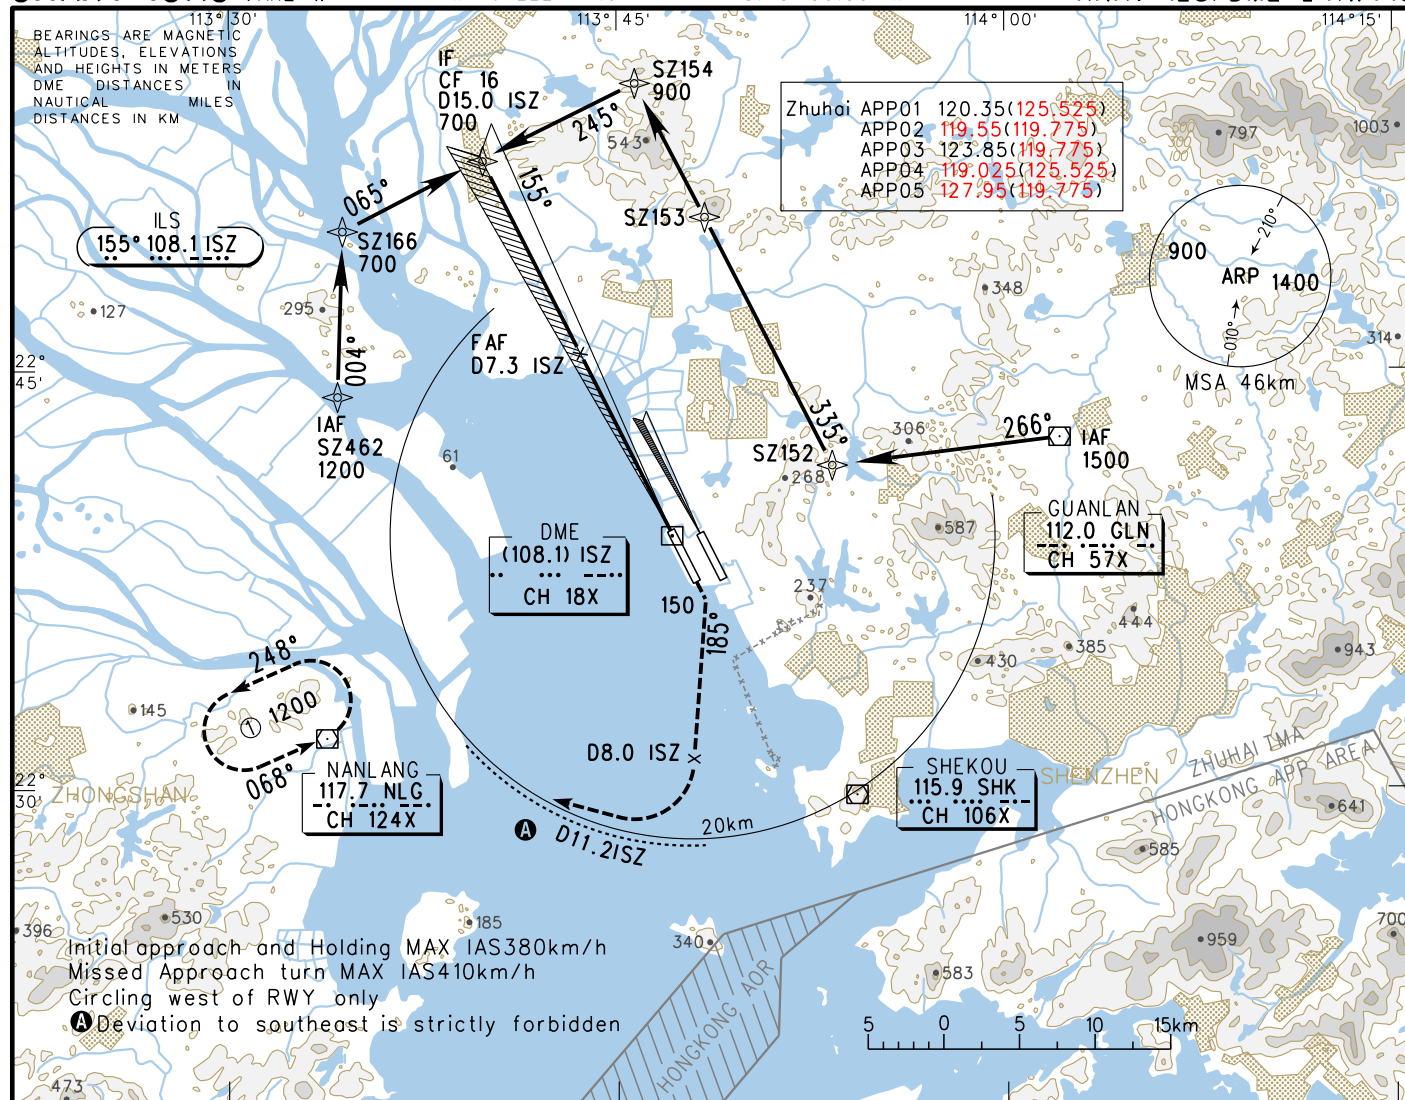 113°30'
113°45'
114°00'
114°15'
BEARINGS ARE MAGNETIC
ALTITUDES, ELEVATIONS
AND HEIGHTS IN METERS
DME DISTANCES IN
NAUTICAL MILES
DISTANCES IN KM
IF
CF 16
D15.0 ISZ
700
SZ154
900
245°
543
155°
Zhuhai APP01 120.35(125.525)
APP02 119.55(119.775)
APP03 123.85(119.775)
APP04 119.025(125.525)
APP05 127.95(119.775)
300
797
1003
065°
ILS
155° 108.1 ISZ
SZ166
700
SZ153
210°
900
ARP 1400
010°
MSA 46km
127
295
348
314
004°
FAF
D7.3 ISZ
22°
45'
IAF
SZ462
1200
335°
306
266°
IAF
1500
61
SZ152
268
587
GUANLAN
112.0 GLN
CH 57X
DME
(108.1) ISZ
CH 18X
237
150
185°
444
385
430
943
248°
1200
1
145
068°
D8.0 ISZ
NANLANG
117.7 NLG
CH 124X
22°
30'
ZHONGSHAN
SHEKOU
115.9 SHK
CH 106X
SHENZHEN
ZHUHAI TMA
HONGKONG APP AREA
641
20km
A
D11.2ISZ
585
530
396
185
340
959
700
583
Initial approach and Holding MAX IAS380km/h
Missed Approach turn MAX IAS410km/h
Circling west of RWY only
A Deviation to southeast is strictly forbidden
HONGKONG AOR
5 0 5 10 15km
473